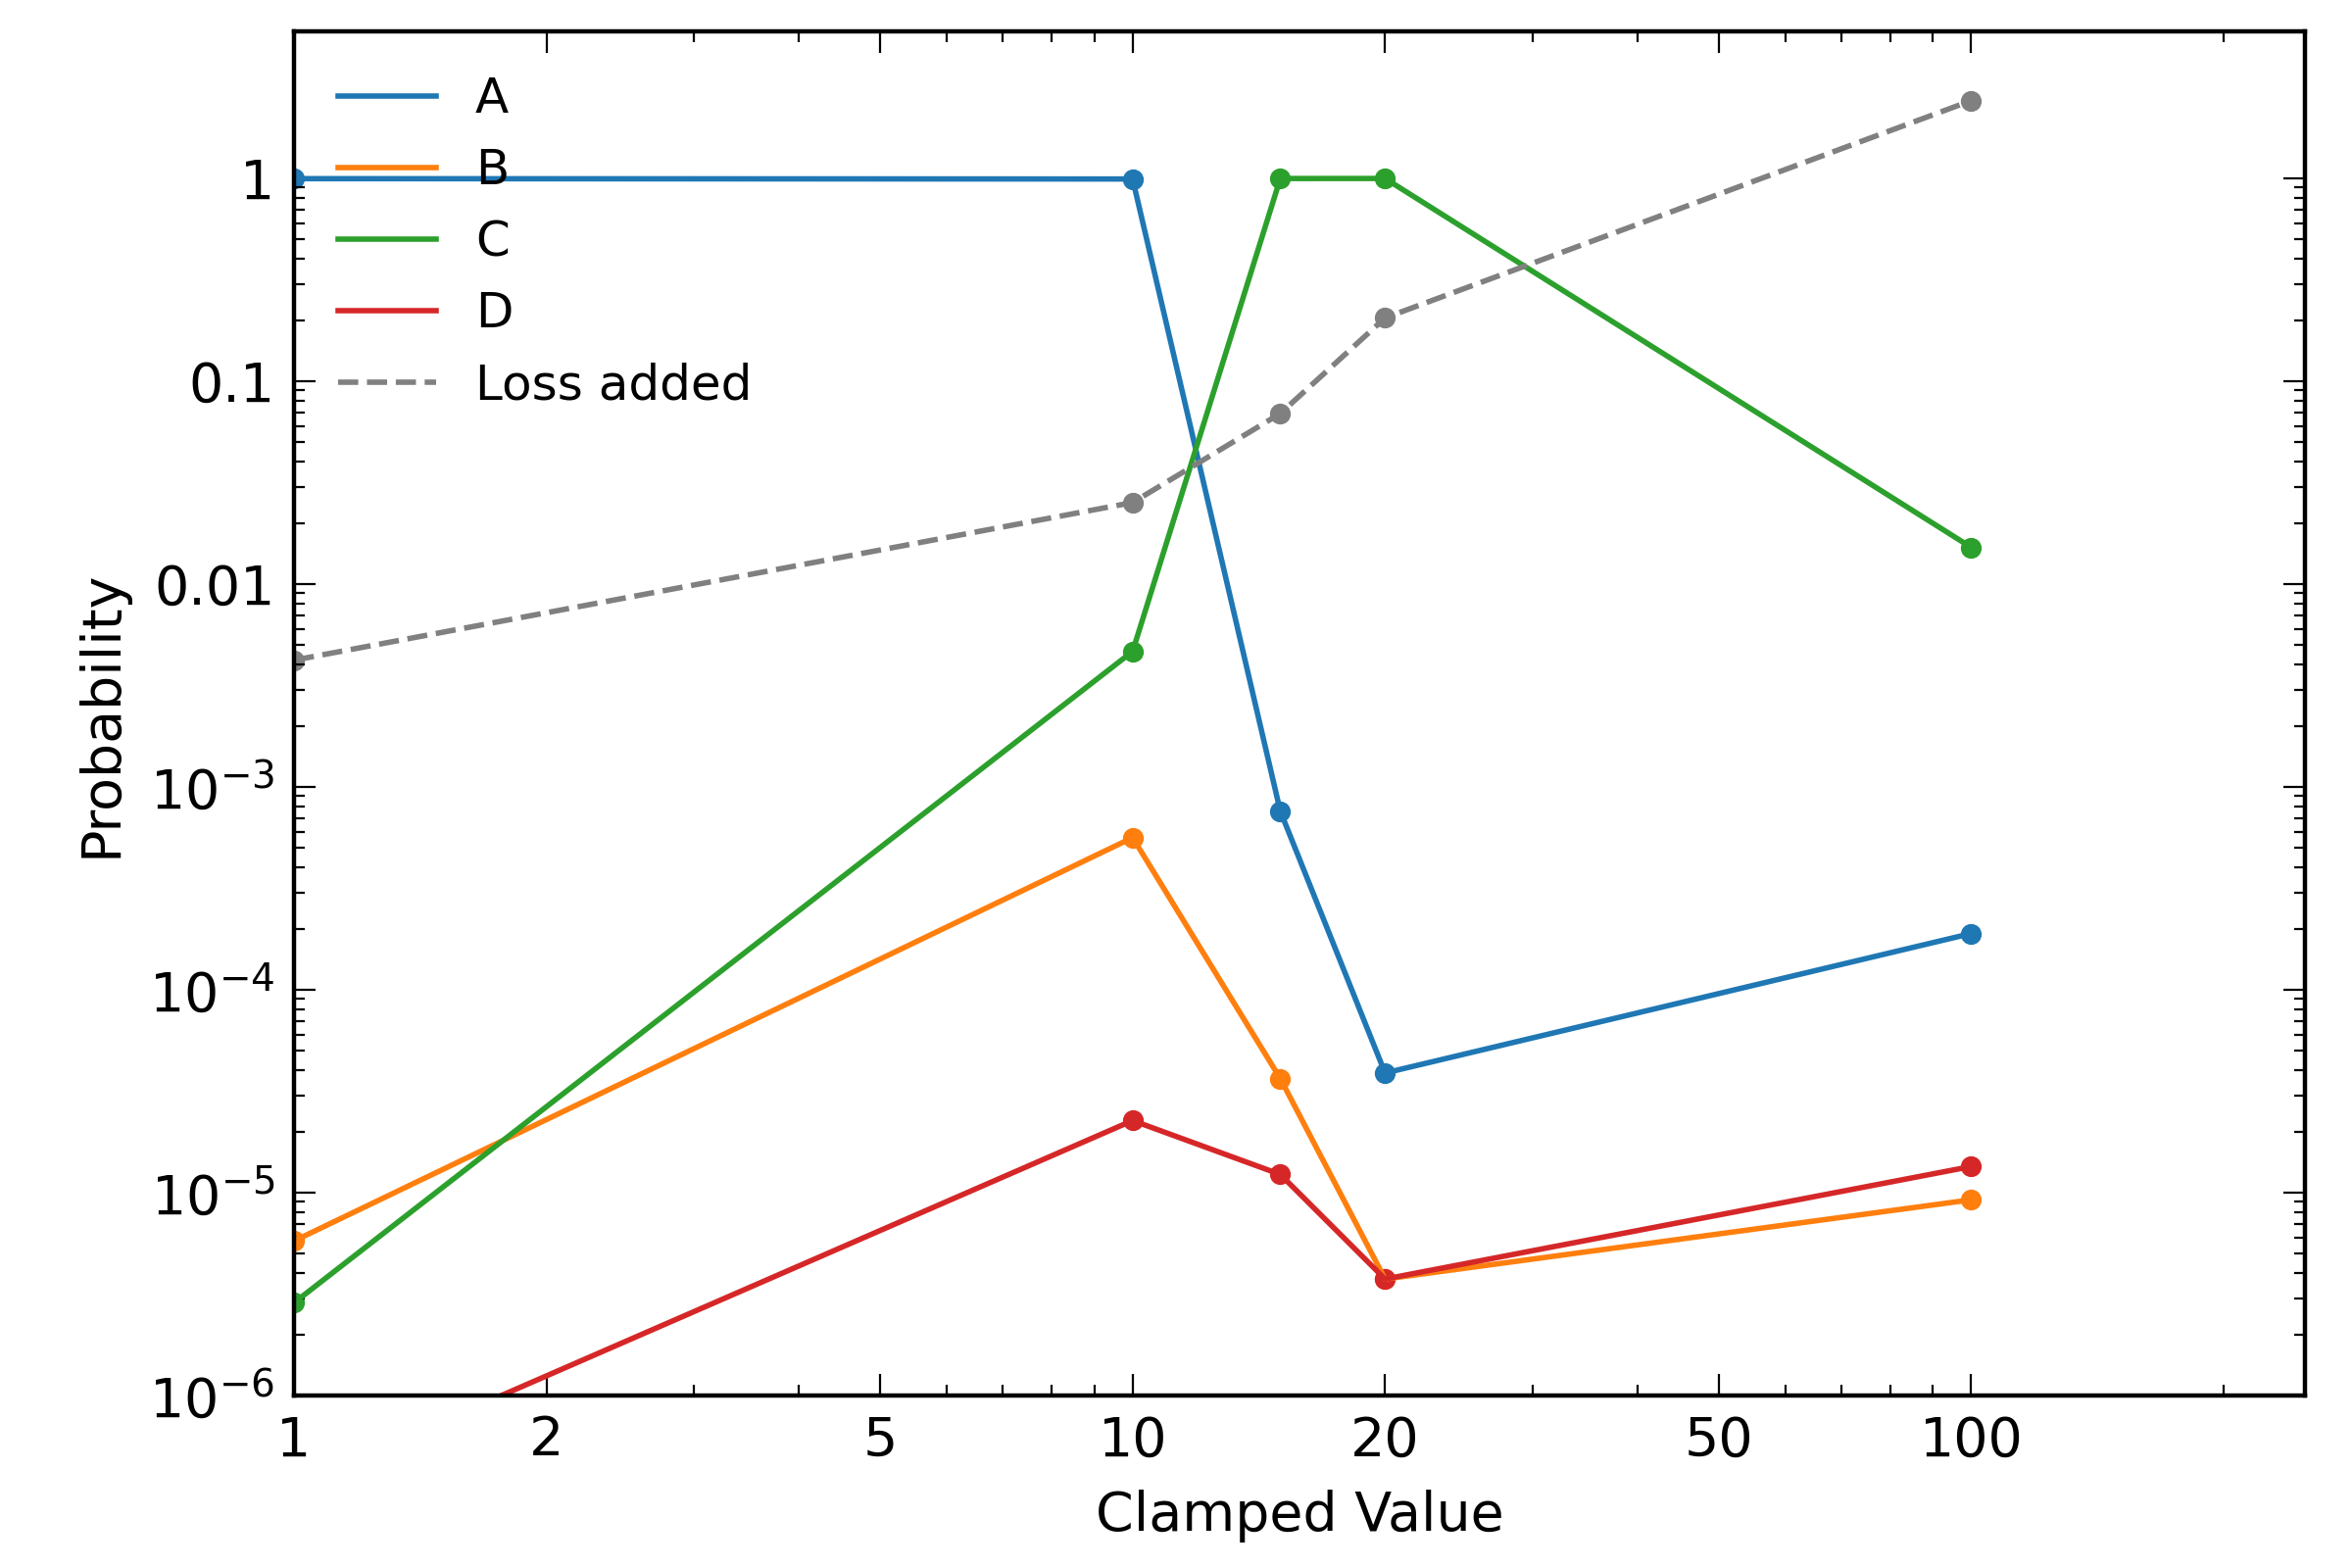 A
B
C
D
Loss added
1
0.1
0.01
10⁻³
10⁻⁴
10⁻⁵
10⁻⁶
Probability
1 2 5 10 20 50 100
Clamped Value